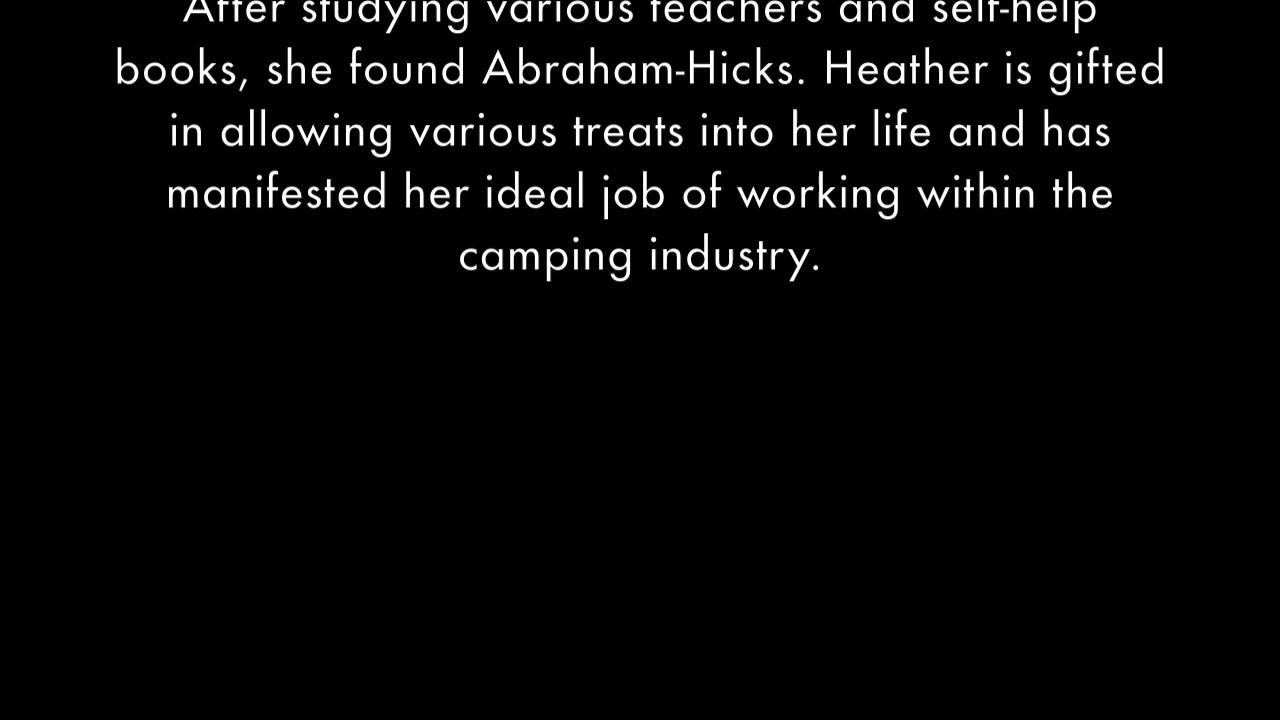 After studying various teachers and self-help
books, she found Abraham-Hicks. Heather is gifted
in allowing various treats into her life and has
manifested her ideal job of working within the
camping industry.